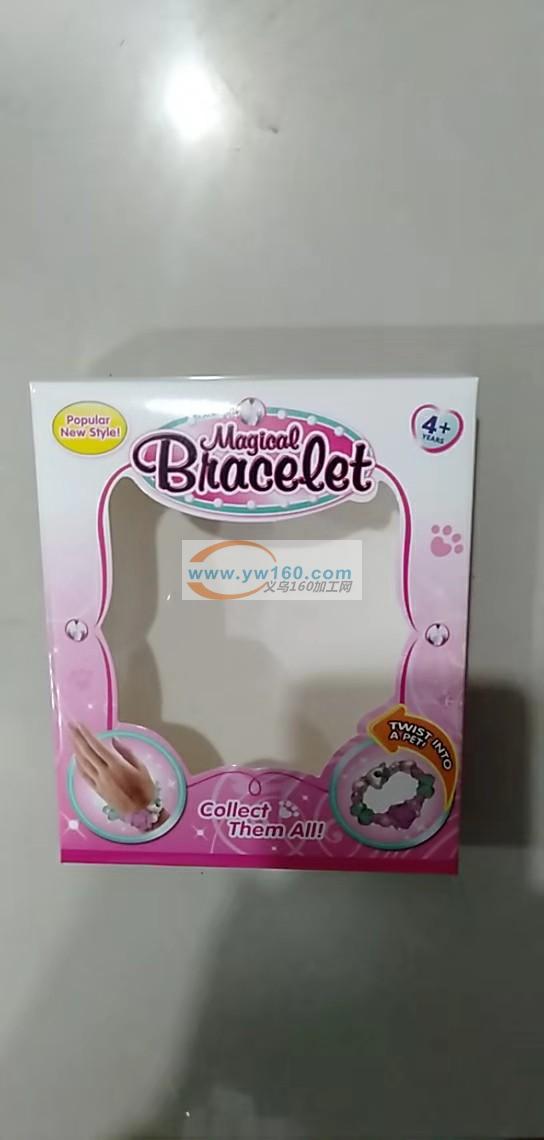 Popular
New Style!
Magical
Bracelet
4+
YEARS
www.yw160.com
义乌160加工网
TWIST INTO
A PET!
Collect
Them All!